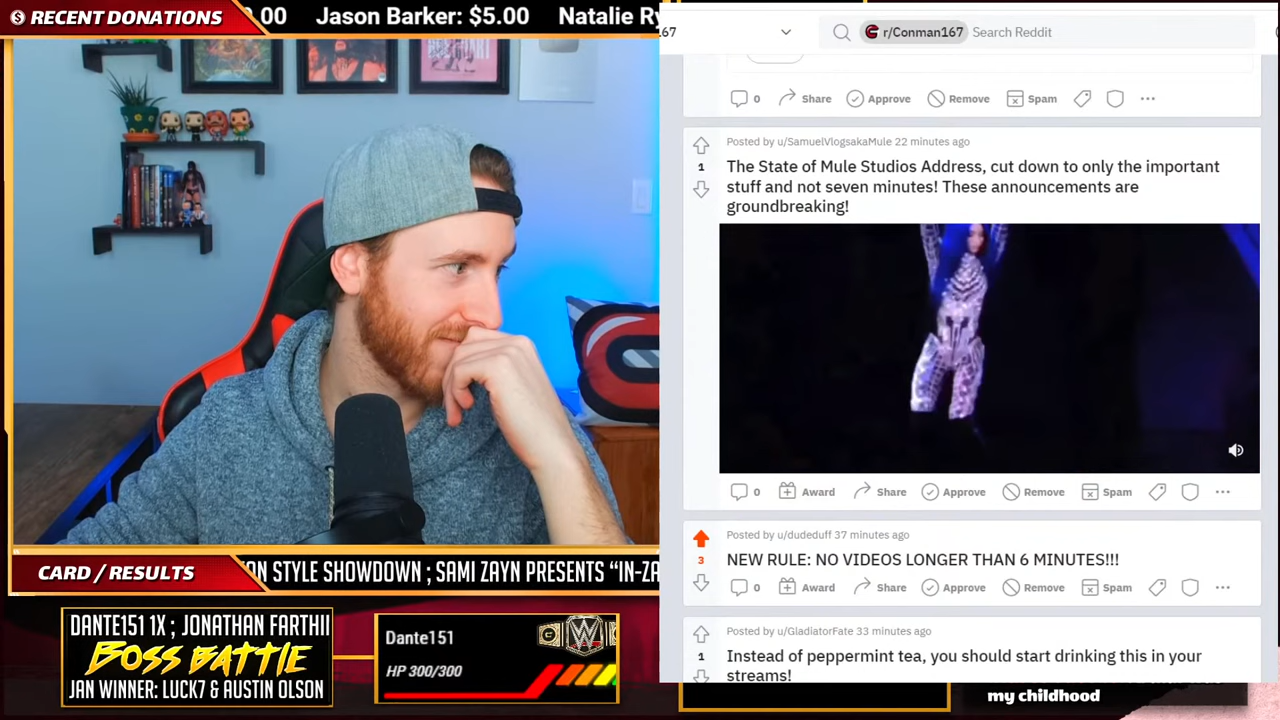 RECENT DONATIONS
0.00 Jason Barker: $5.00 Natalie Ry
67
r/Conman167 Search Reddit
0 Share Approve Remove Spam
Posted by u/SamuelVlogsakaMule 22 minutes ago
1
The State of Mule Studios Address, cut down to only the important
stuff and not seven minutes! These announcements are
groundbreaking!
0 Award Share Approve Remove Spam
Posted by u/dudeduff 37 minutes ago
3
NEW RULE: NO VIDEOS LONGER THAN 6 MINUTES!!!
0 Award Share Approve Remove Spam
Posted by u/GladiatorFate 33 minutes ago
1
Instead of peppermint tea, you should start drinking this in your
streams!
CARD / RESULTS
ON STYLE SHOWDOWN ; SAMI ZAYN PRESENTS “IN-ZA
DANTE151 1X ; JONATHAN FARTHII
BOSS BATTLE
JAN WINNER: LUCK7 & AUSTIN OLSON
Dante151
HP 300/300
my childhood